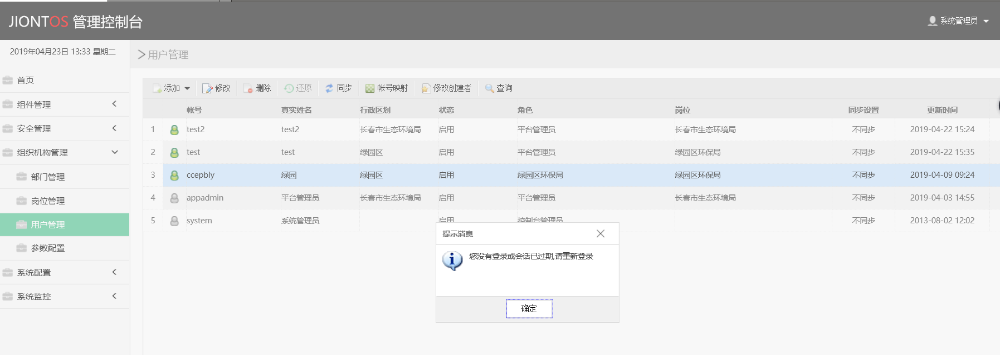 JIONTOS 管理控制台
系统管理员
2019年04月23日 13:33 星期二
首页
组件管理
安全管理
组织机构管理
部门管理
岗位管理
用户管理
参数配置
系统配置
系统监控
用户管理
添加 修改 删除 还原 同步 帐号映射 修改创建者 查询
帐号 真实姓名 行政区划 状态 角色 岗位 同步设置 更新时间
1 test2 test2 长春市生态环境局 启用 平台管理员 长春市生态环境局 不同步 2019-04-22 15:24
2 test test 绿园区 启用 平台管理员 绿园区环保局 不同步 2019-04-22 15:35
3 ccepbly 绿园 绿园区 启用 绿园区环保局 绿园区环保局 不同步 2019-04-09 09:24
4 appadmin 平台管理员 长春市生态环境局 启用 平台管理员 长春市生态环境局 不同步 2019-04-03 14:55
5 system 系统管理员 启用 控制台管理员 不同步 2013-08-02 12:02
提示消息
您没有登录或会话已过期,请重新登录
确定